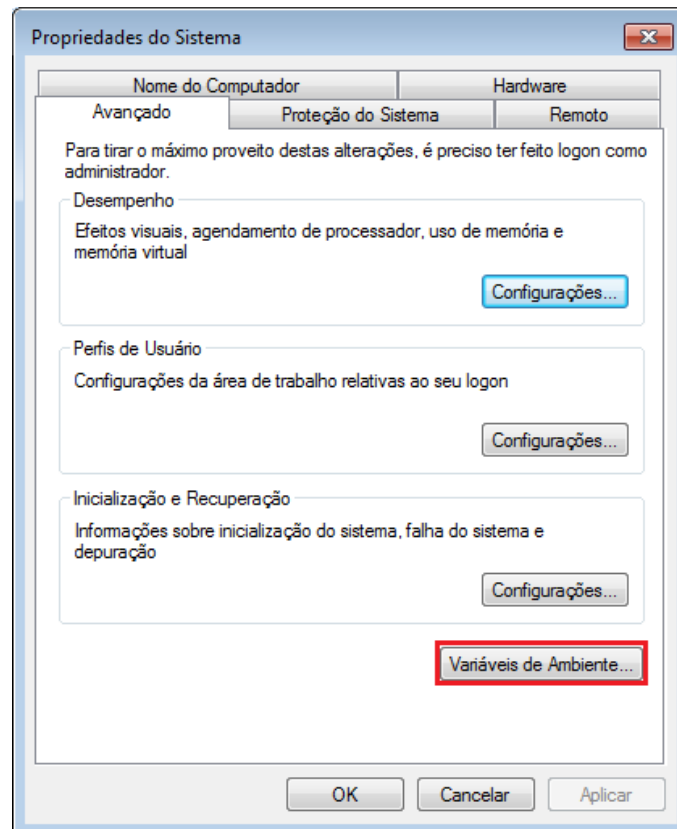 Propriedades do Sistema
Nome do Computador
Hardware
Avançado
Proteção do Sistema
Remoto
Para tirar o máximo proveito destas alterações, é preciso ter feito logon como
administrador.
Desempenho
Efeitos visuais, agendamento de processador, uso de memória e
memória virtual
Configurações...
Perfis de Usuário
Configurações da área de trabalho relativas ao seu logon
Configurações...
Inicialização e Recuperação
Informações sobre inicialização do sistema, falha do sistema e
depuração
Configurações...
Variáveis de Ambiente...
OK
Cancelar
Aplicar